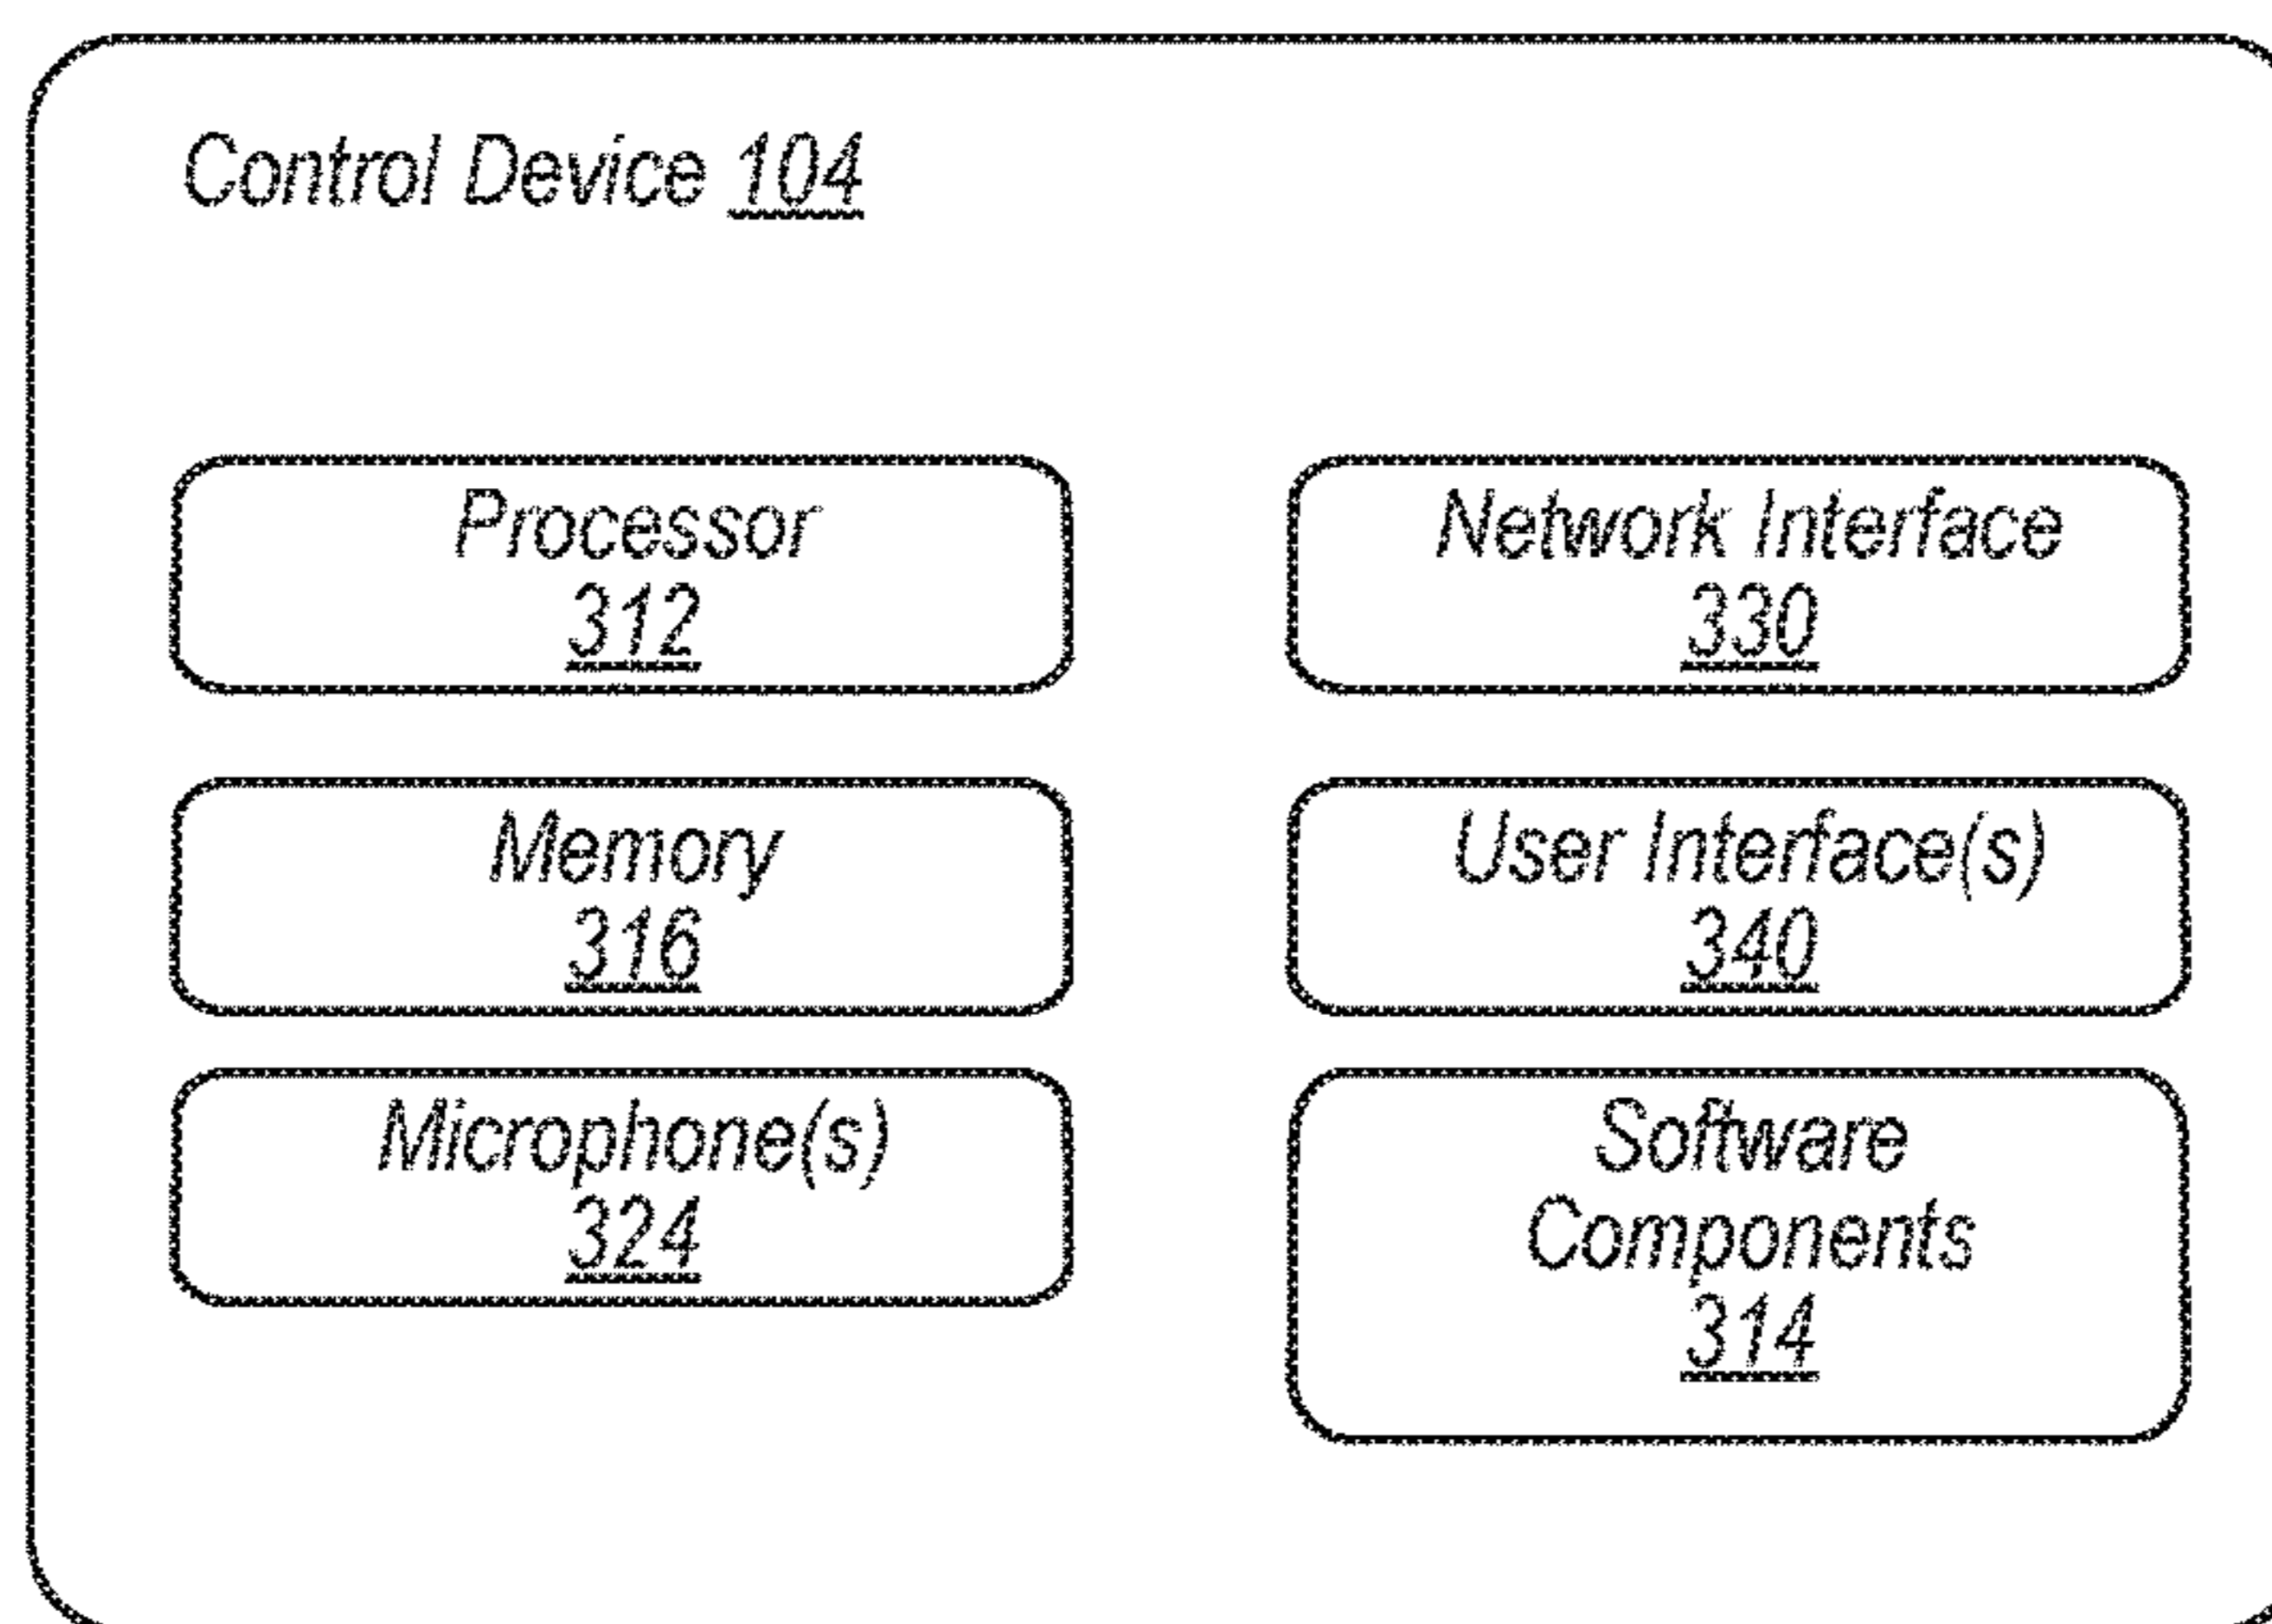 Control Device 104
Processor
312
Network Interface
330
Memory
316
User Interface(s)
340
Microphone(s)
324
Software
Components
314